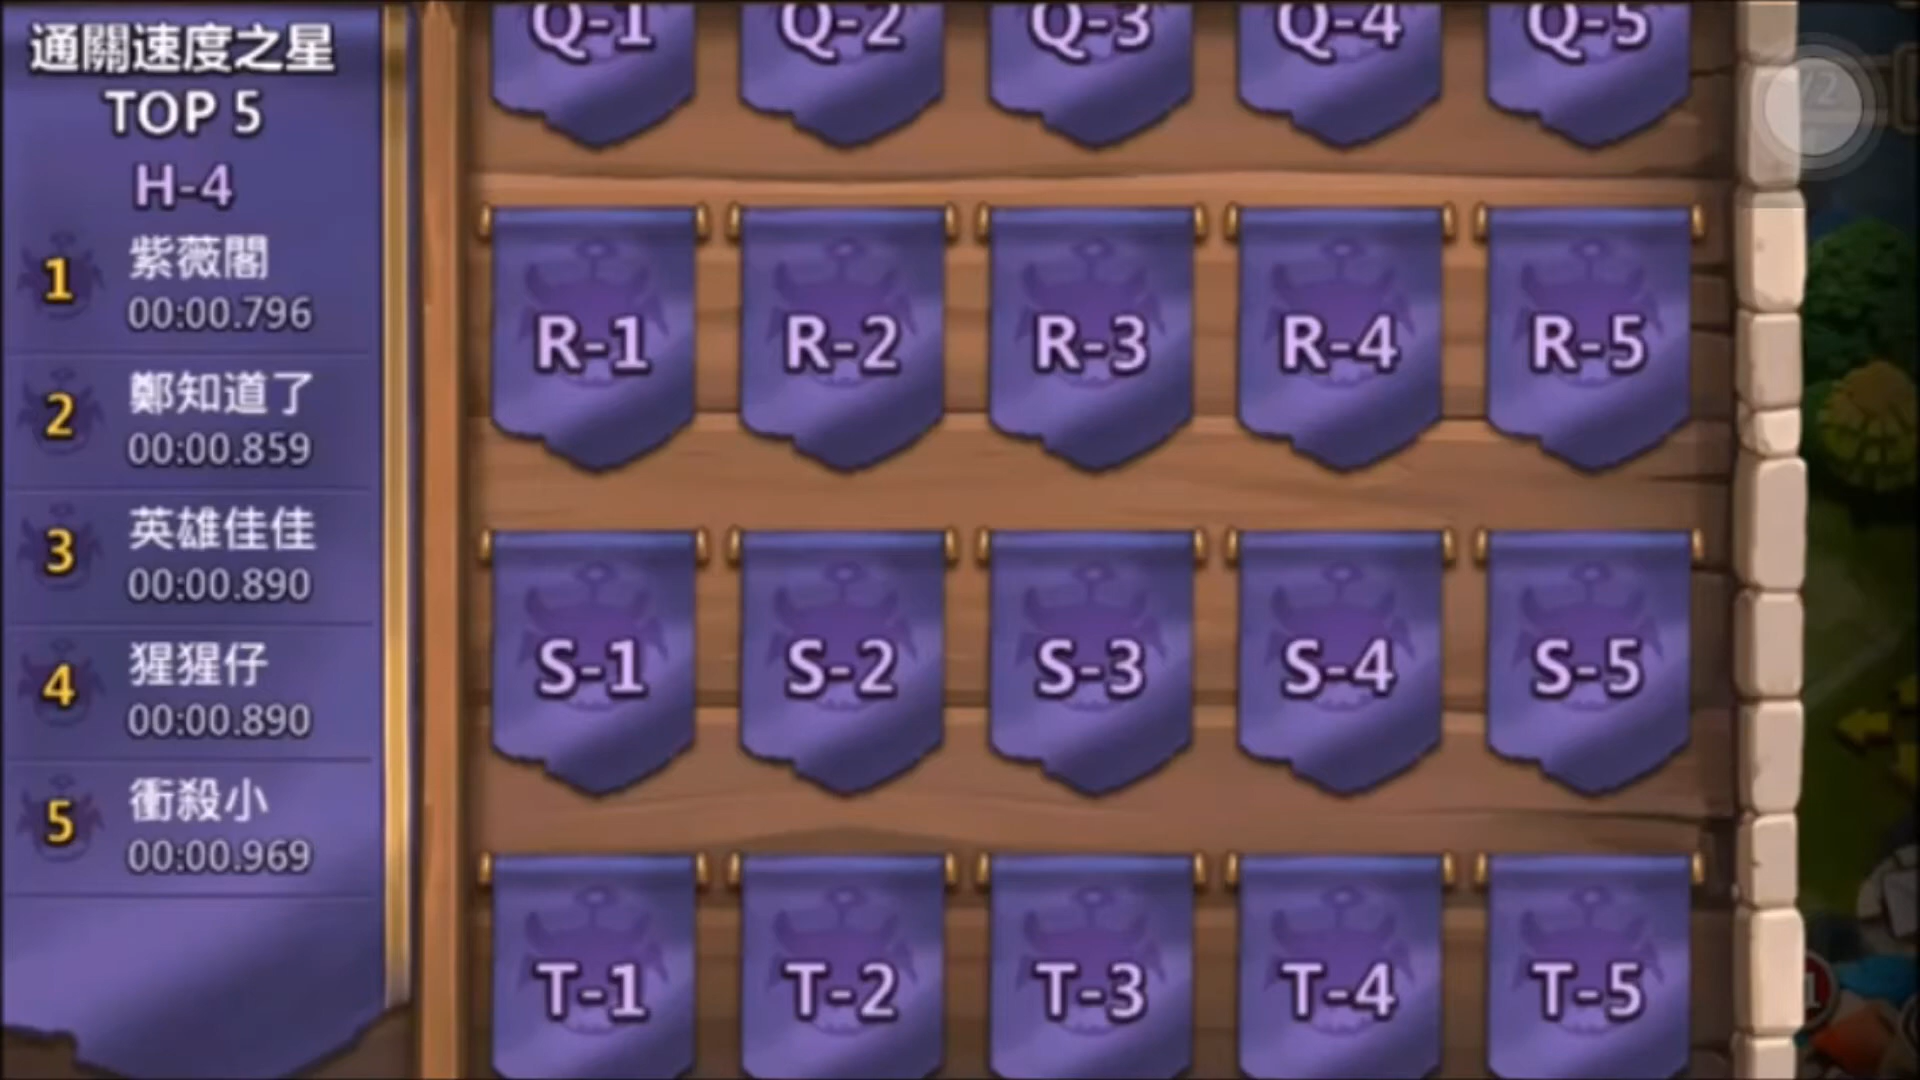 通關速度之星
TOP 5
H-4
1 紫薇閣
00:00.796
2 鄭知道了
00:00.859
3 英雄佳佳
00:00.890
4 猩猩仔
00:00.890
5 衝殺小
00:00.969
Q-1 Q-2 Q-3 Q-4 Q-5
R-1 R-2 R-3 R-4 R-5
S-1 S-2 S-3 S-4 S-5
T-1 T-2 T-3 T-4 T-5